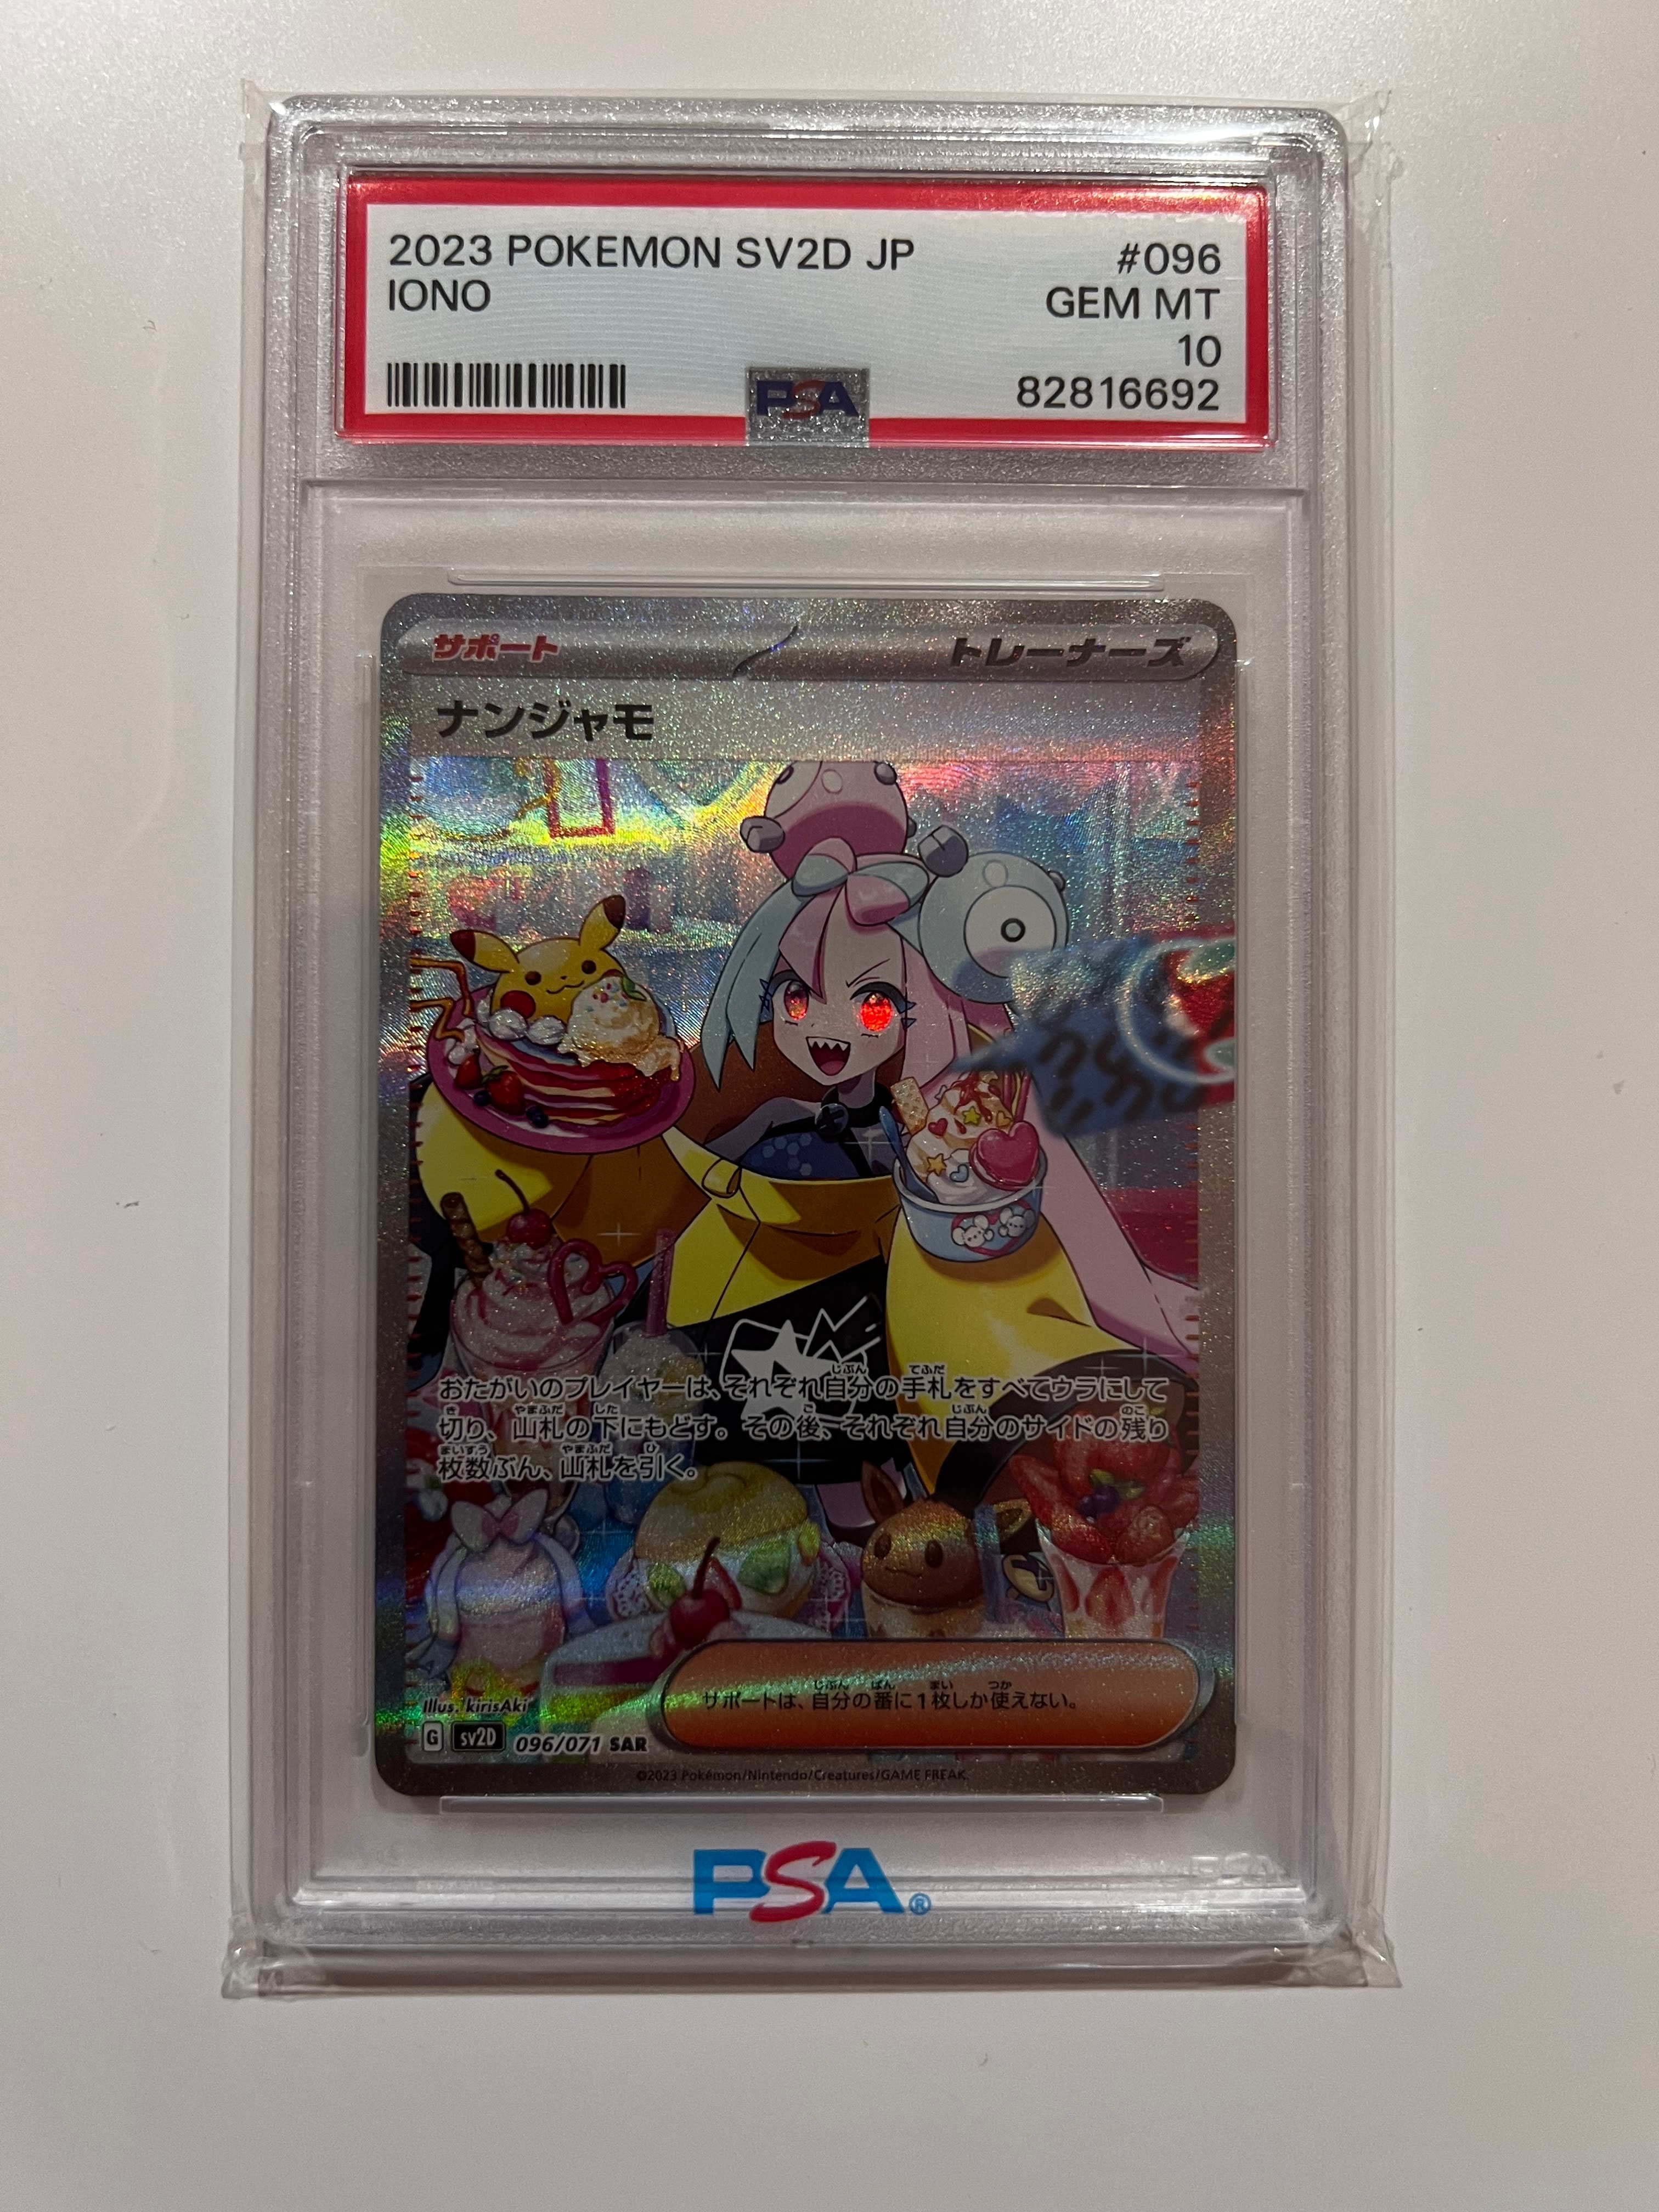 2023 POKEMON SV2D JP #096
IONO GEM MT
10
82816692
PSA
サポート トレーナーズ
ナンジャモ
おたがいのプレイヤーは、それぞれ自分の手札をすべてウラにして
切り、山札の下にもどす。その後、それぞれ自分のサイドの残り
枚数ぶん、山札を引く。
サポートは、自分の番に1枚しか使えない。
Illus. kirisAki
G sv2D 096/071 SAR
©2023 Pokémon/Nintendo/Creatures/GAME FREAK.
PSA®